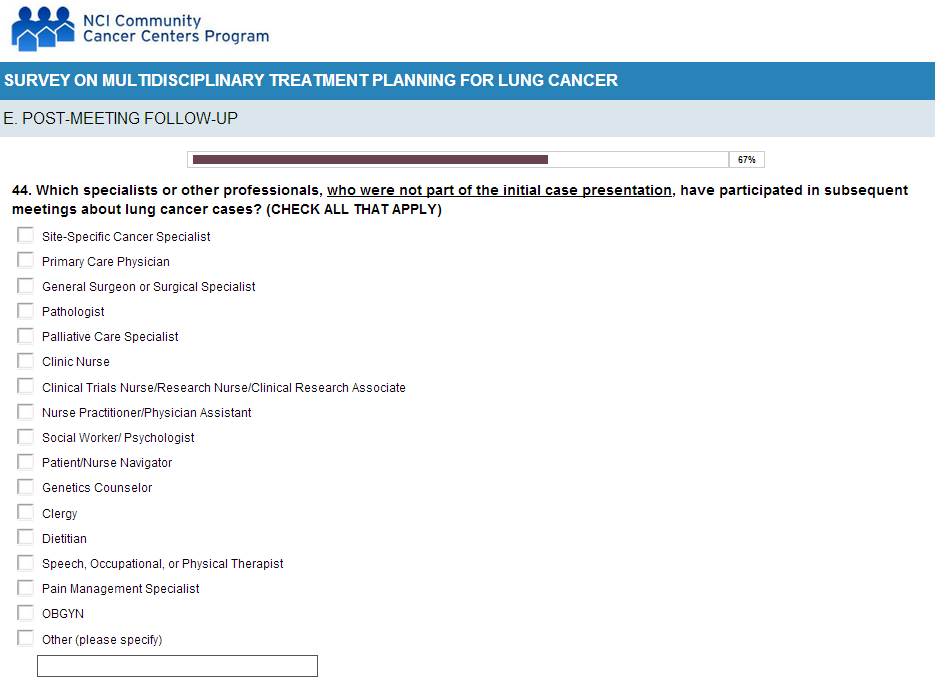 NCI Community
Cancer Centers Program
SURVEY ON MULTIDISCIPLINARY TREATMENT PLANNING FOR LUNG CANCER
E. POST-MEETING FOLLOW-UP
67%
44. Which specialists or other professionals, who were not part of the initial case presentation, have participated in subsequent
meetings about lung cancer cases? (CHECK ALL THAT APPLY)
Site-Specific Cancer Specialist
Primary Care Physician
General Surgeon or Surgical Specialist
Pathologist
Palliative Care Specialist
Clinic Nurse
Clinical Trials Nurse/Research Nurse/Clinical Research Associate
Nurse Practitioner/Physician Assistant
Social Worker/ Psychologist
Patient/Nurse Navigator
Genetics Counselor
Clergy
Dietitian
Speech, Occupational, or Physical Therapist
Pain Management Specialist
OBGYN
Other (please specify)